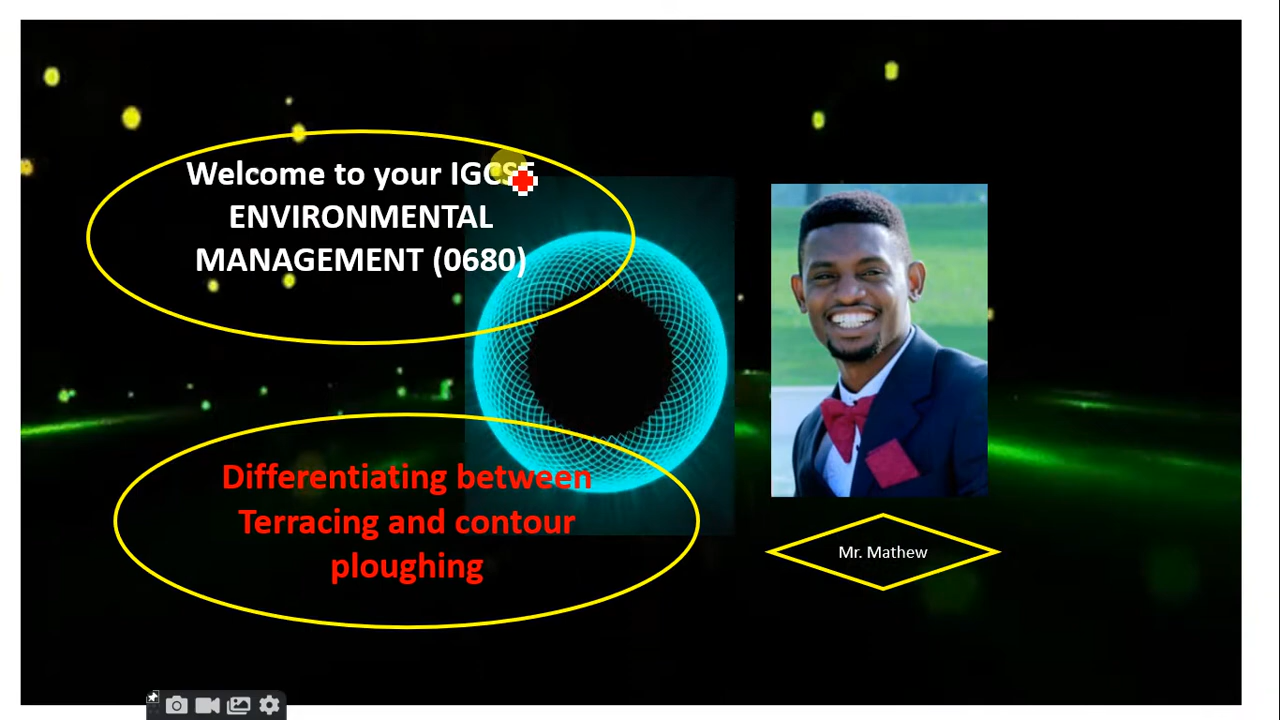 Welcome to your IGCSE
ENVIRONMENTAL
MANAGEMENT (0680)
Differentiating between
Terracing and contour
ploughing
Mr. Mathew